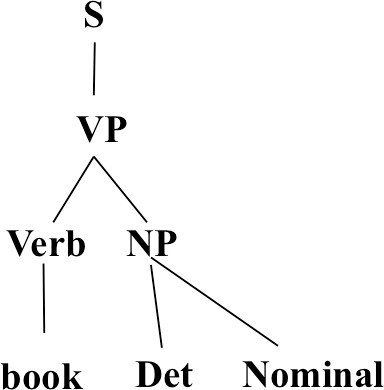 S
VP
Verb NP
book Det Nominal